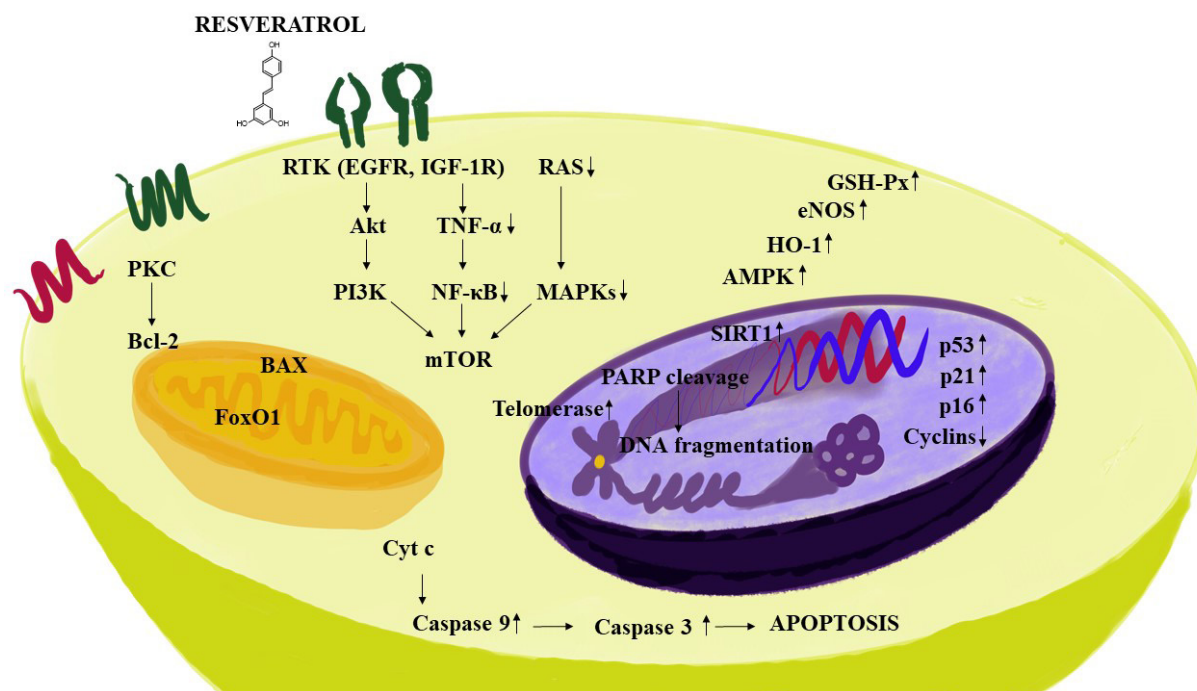 RESVERATROL
OH
HO
OH
RTK (EGFR, IGF-1R)
RAS↓
Akt
TNF-α↓
PI3K
NF-κB↓
MAPKs↓
mTOR
PKC
Bcl-2
BAX
FoxO1
GSH-Px↑
eNOS↑
HO-1↑
AMPK↑
SIRT1↑
PARP cleavage
Telomerase↑
DNA fragmentation
p53↑
p21↑
p16↑
Cyclins↓
Cyt c
Caspase 9↑
Caspase 3 ↑
APOPTOSIS